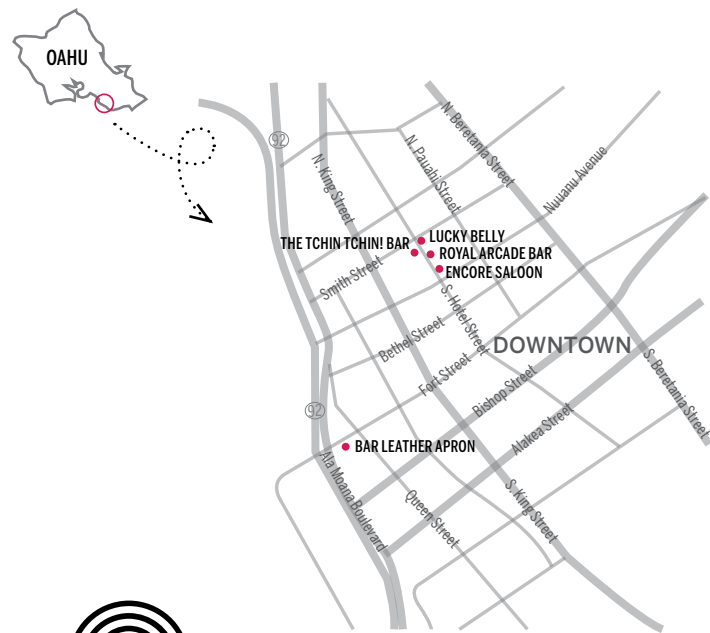 OAHU
92
N. Beretania Street
N. King Street
N. Pauahi Street
Nuuanu Avenue
LUCKY BELLY
THE TCHIN TCHIN! BAR
ROYAL ARCADE BAR
ENCORE SALOON
Smith Street
S. Hotel Street
Bethel Street
DOWNTOWN
Fort Street
S. Beretania Street
Bishop Street
92
Alakea Street
BAR LEATHER APRON
Ala Moana Boulevard
Queen Street
S. King Street